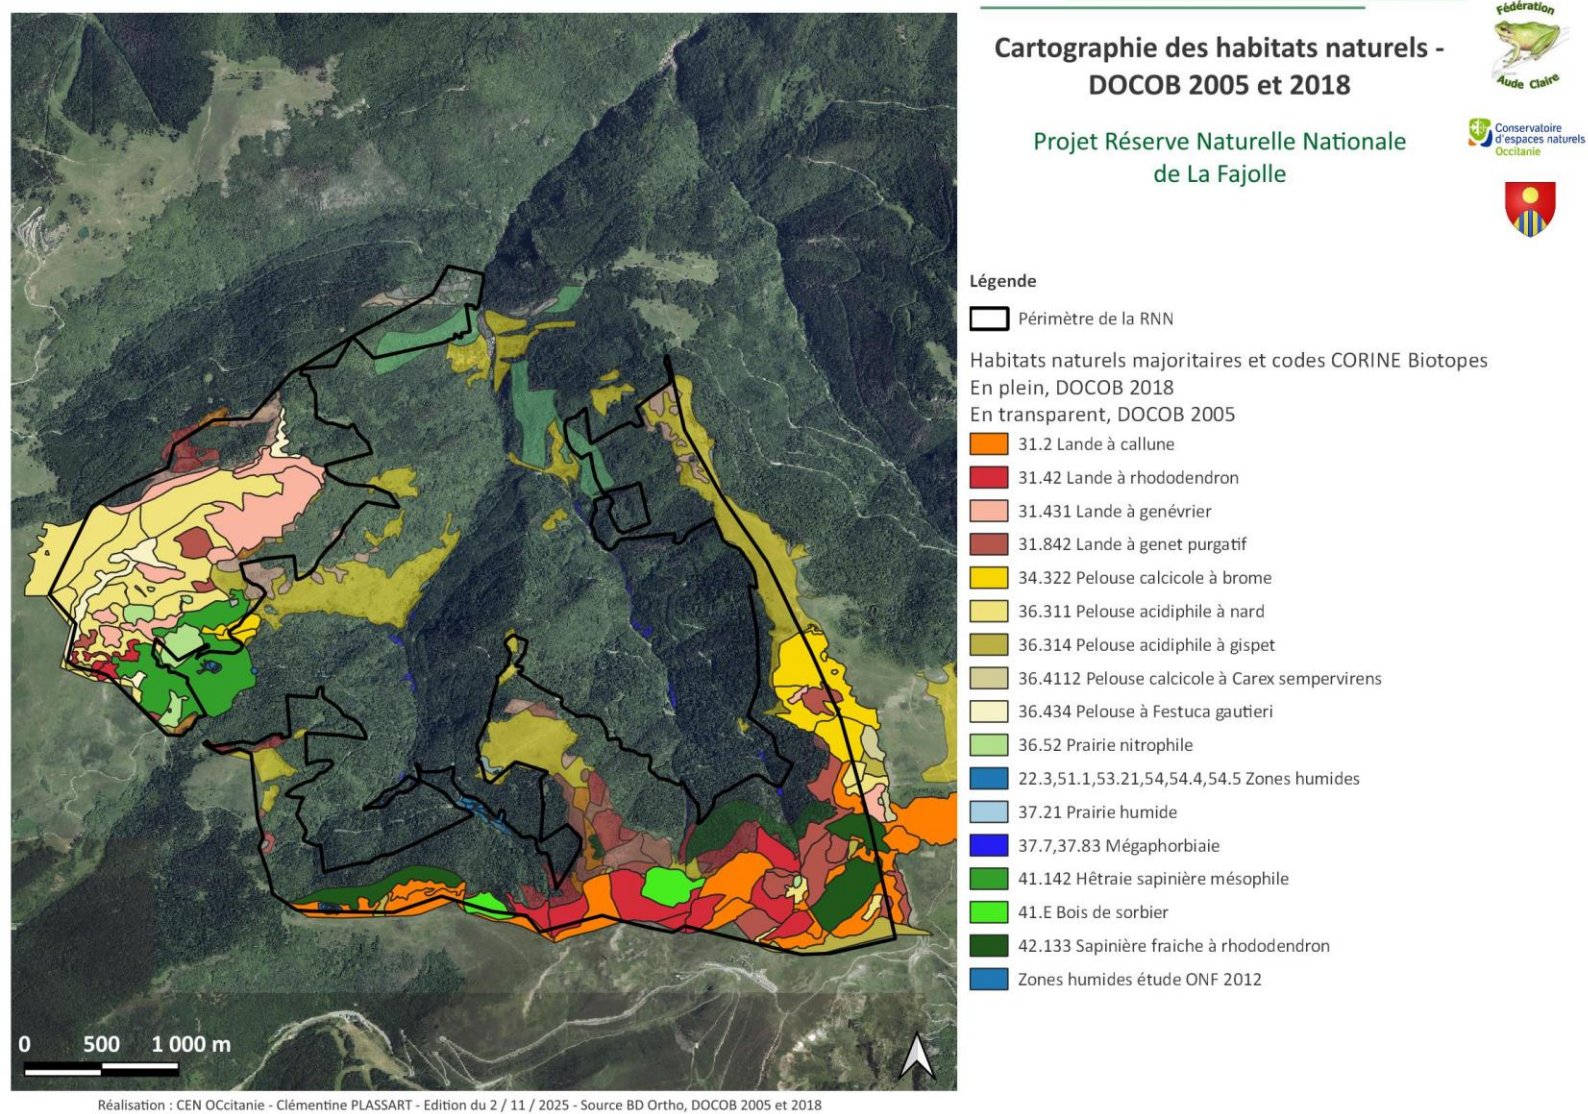 Cartographie des habitats naturels -
DOCOB 2005 et 2018
Projet Réserve Naturelle Nationale
de La Fajolle
Fédération
Aude Claire
Conservatoire
d'espaces naturels
Occitanie
Légende
Périmètre de la RNN
Habitats naturels majoritaires et codes CORINE Biotopes
En plein, DOCOB 2018
En transparent, DOCOB 2005
31.2 Lande à callune
31.42 Lande à rhododendron
31.431 Lande à genévrier
31.842 Lande à genet purgatif
34.322 Pelouse calcicole à brome
36.311 Pelouse acidiphile à nard
36.314 Pelouse acidiphile à gispet
36.4112 Pelouse calcicole à Carex sempervirens
36.434 Pelouse à Festuca gautieri
36.52 Prairie nitrophile
22.3,51.1,53.21,54,54.4,54.5 Zones humides
37.21 Prairie humide
37.7,37.83 Mégaphorbiaie
41.142 Hêtraie sapinière mésophile
41.E Bois de sorbier
42.133 Sapinière fraiche à rhododendron
Zones humides étude ONF 2012
0 500 1 000 m
Réalisation : CEN OCcitanie - Clémentine PLASSART - Edition du 2 / 11 / 2025 - Source BD Ortho, DOCOB 2005 et 2018